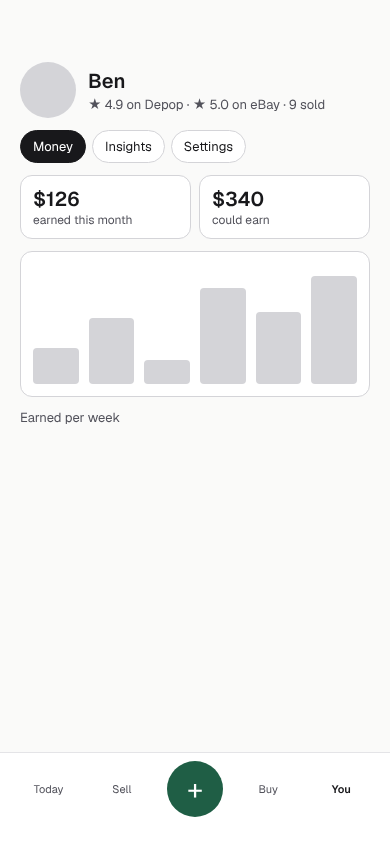 Ben
★ 4.9 on Depop · ★ 5.0 on eBay · 9 sold
Money Insights Settings
$126 $340
earned this month could earn
Earned per week
Today Sell + Buy You